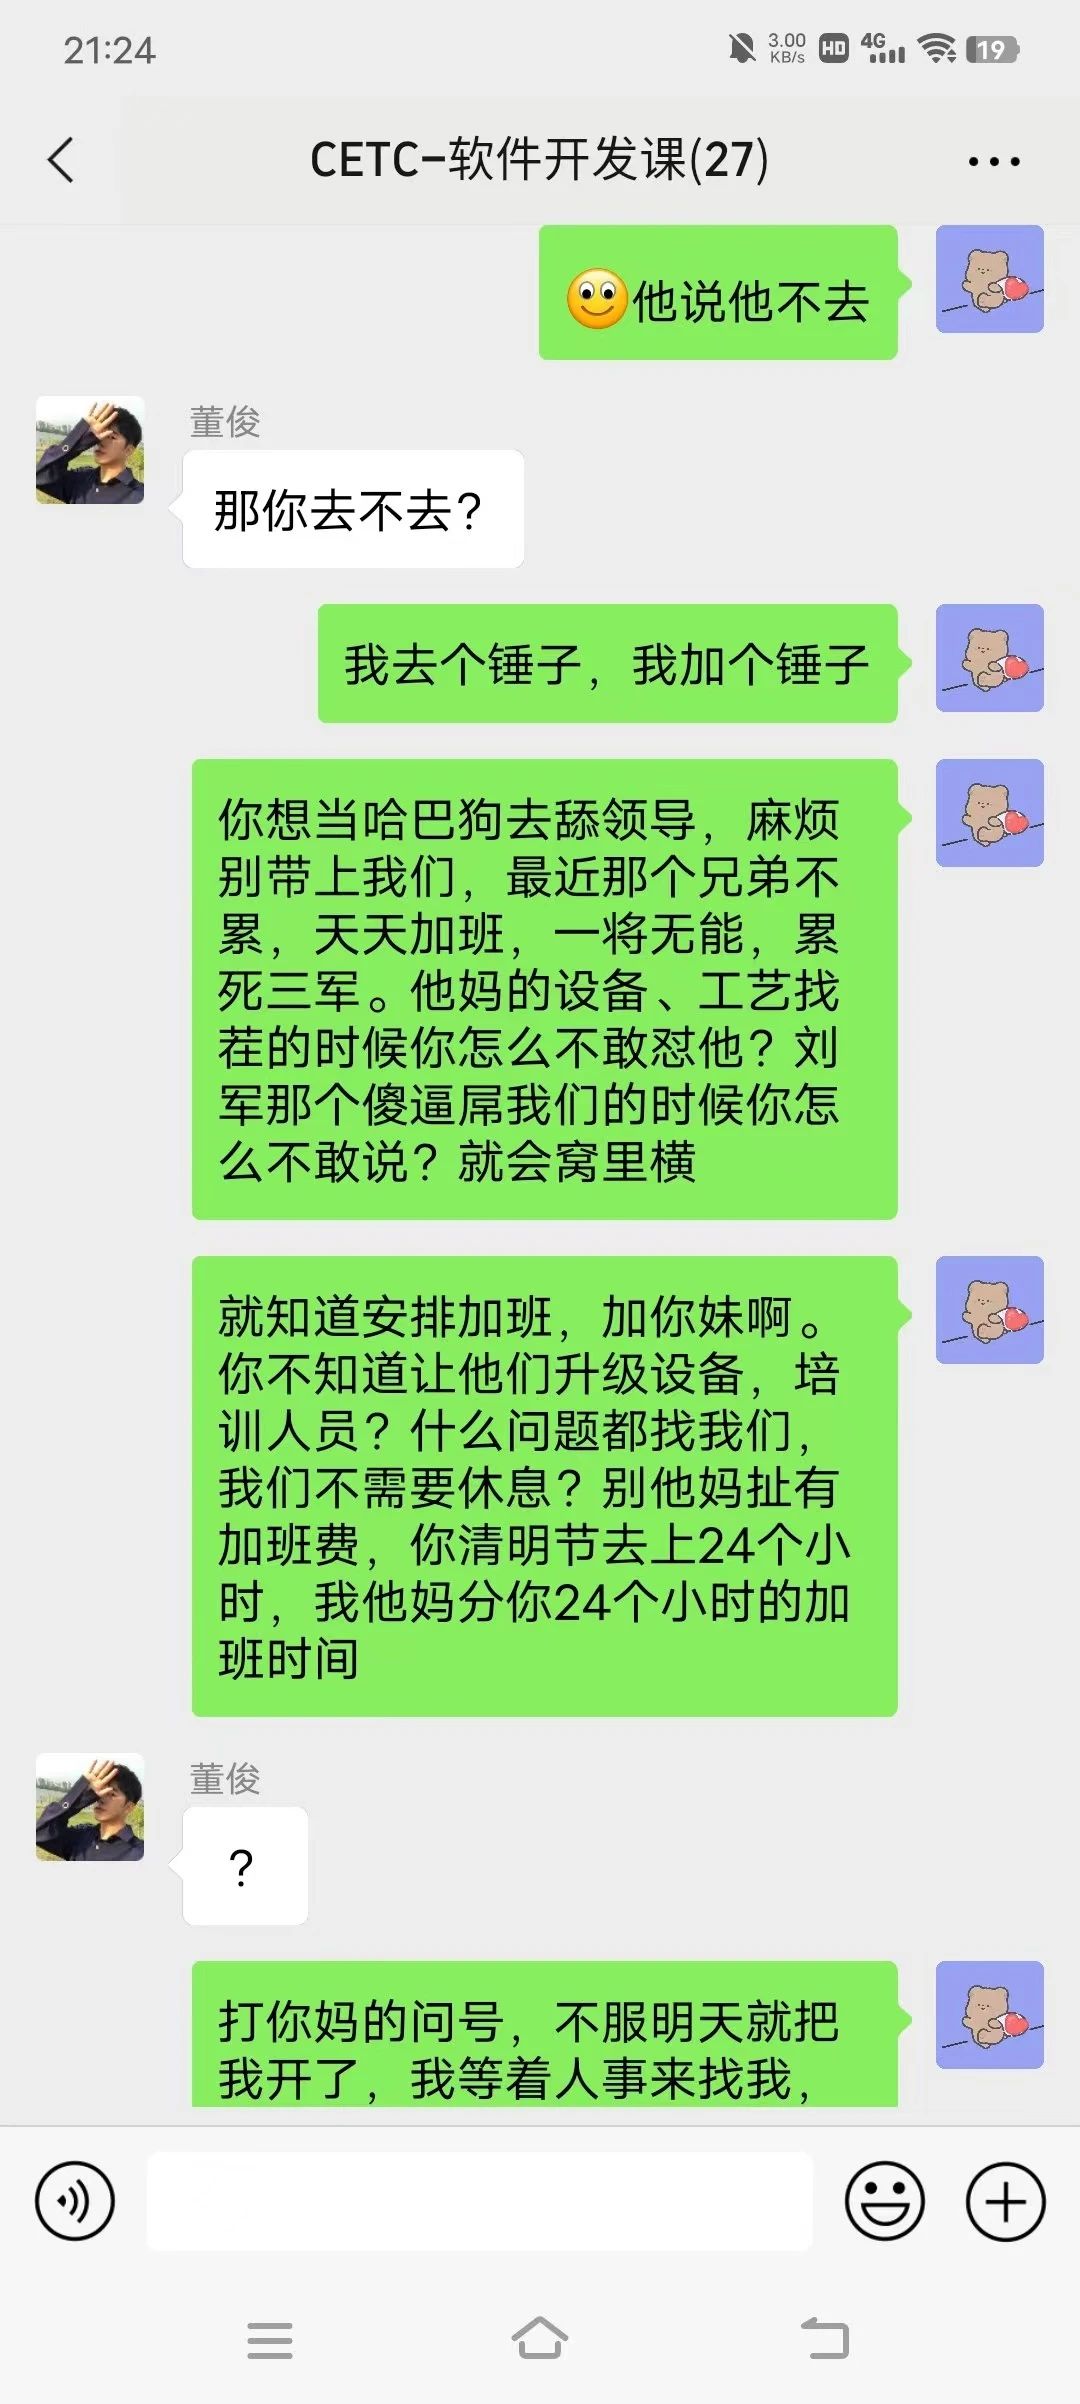 21:24
3.00
KB/s
HD
4G
19
CETC-软件开发课(27)
他说他不去
董俊
那你去不去？
我去个锤子，我加个锤子
你想当哈巴狗去舔领导，麻烦
别带上我们，最近那个兄弟不
累，天天加班，一将无能，累
死三军。他妈的设备、工艺找
茬的时候你怎么不敢怼他？刘
军那个傻逼屌我们的时候你怎
么不敢说？就会窝里横
就知道安排加班，加你妹啊。
你不知道让他们升级设备，培
训人员？什么问题都找我们，
我们不需要休息？别他妈扯有
加班费，你清明节去上24个小
时，我他妈分你24个小时的加
班时间
董俊
？
打你妈的问号，不服明天就把
我开了，我等着人事来找我，